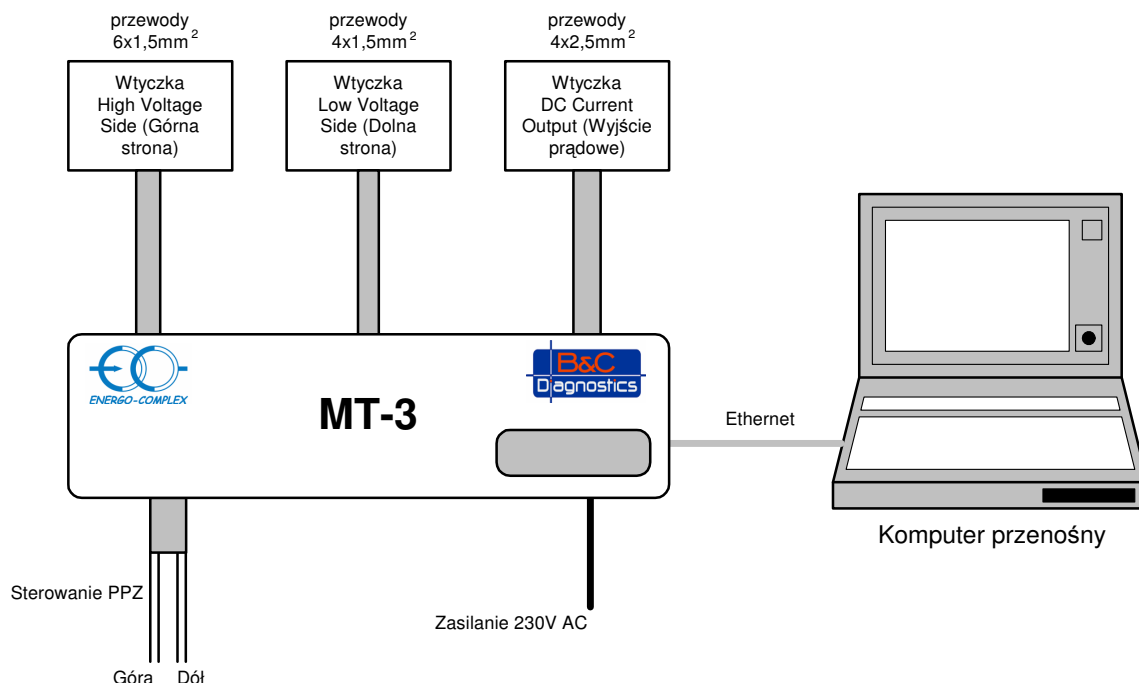 przewody
6x1,5mm²
przewody
4x1,5mm²
przewody
4x2,5mm²
Wtyczka
High Voltage
Side (Górna
strona)
Wtyczka
Low Voltage
Side (Dolna
strona)
Wtyczka
DC Current
Output (Wyjście
prądowe)
ENERGO-COMPLEX
B&C
Diagnostics
MT-3
Ethernet
Komputer przenośny
Sterowanie PPZ
Zasilanie 230V AC
Góra
Dół